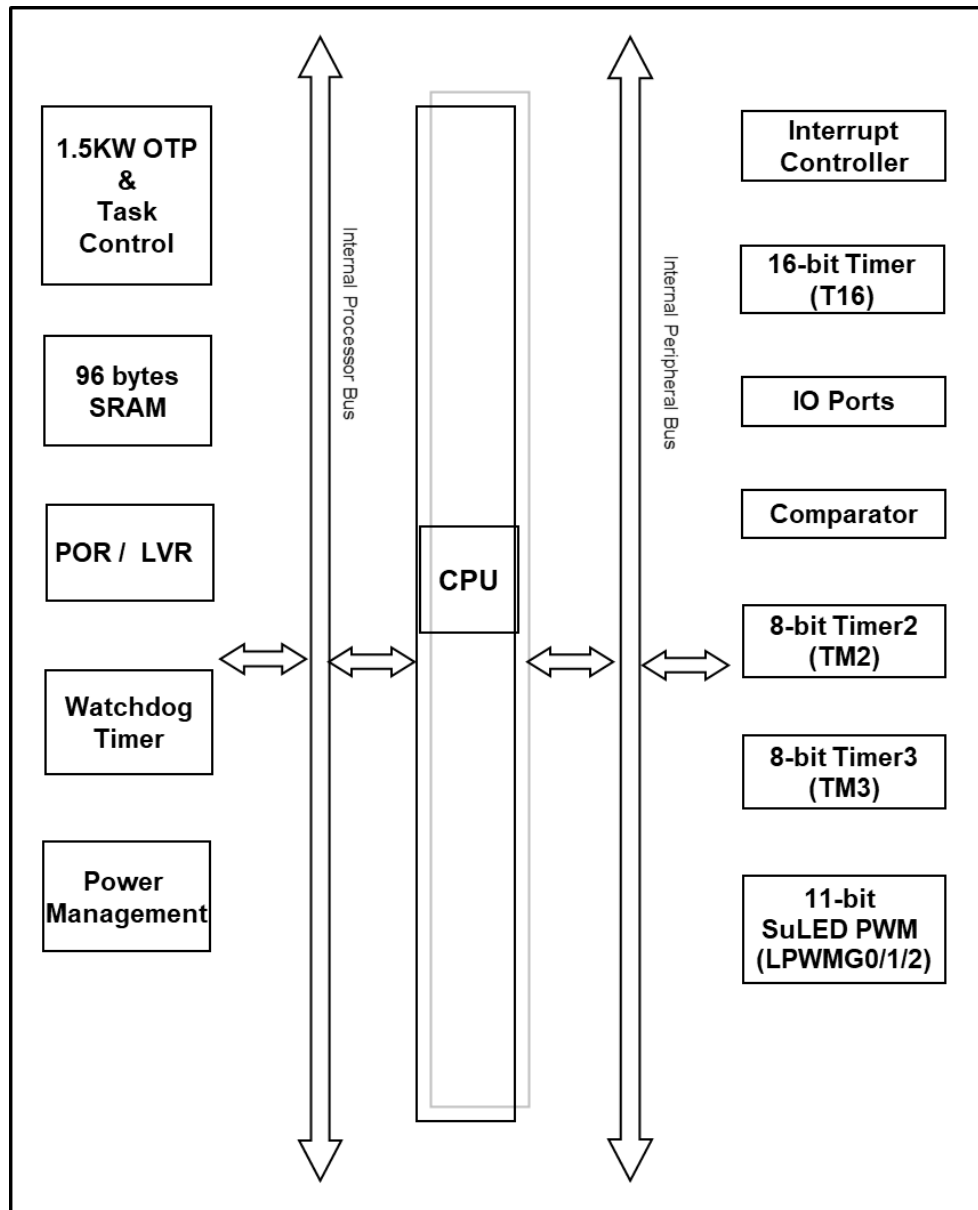 1.5KW OTP
&
Task
Control
96 bytes
SRAM
POR / LVR
Watchdog
Timer
Power
Management
Internal Processor Bus
CPU
Internal Peripheral Bus
Interrupt
Controller
16-bit Timer
(T16)
IO Ports
Comparator
8-bit Timer2
(TM2)
8-bit Timer3
(TM3)
11-bit
SuLED PWM
(LPWMG0/1/2)